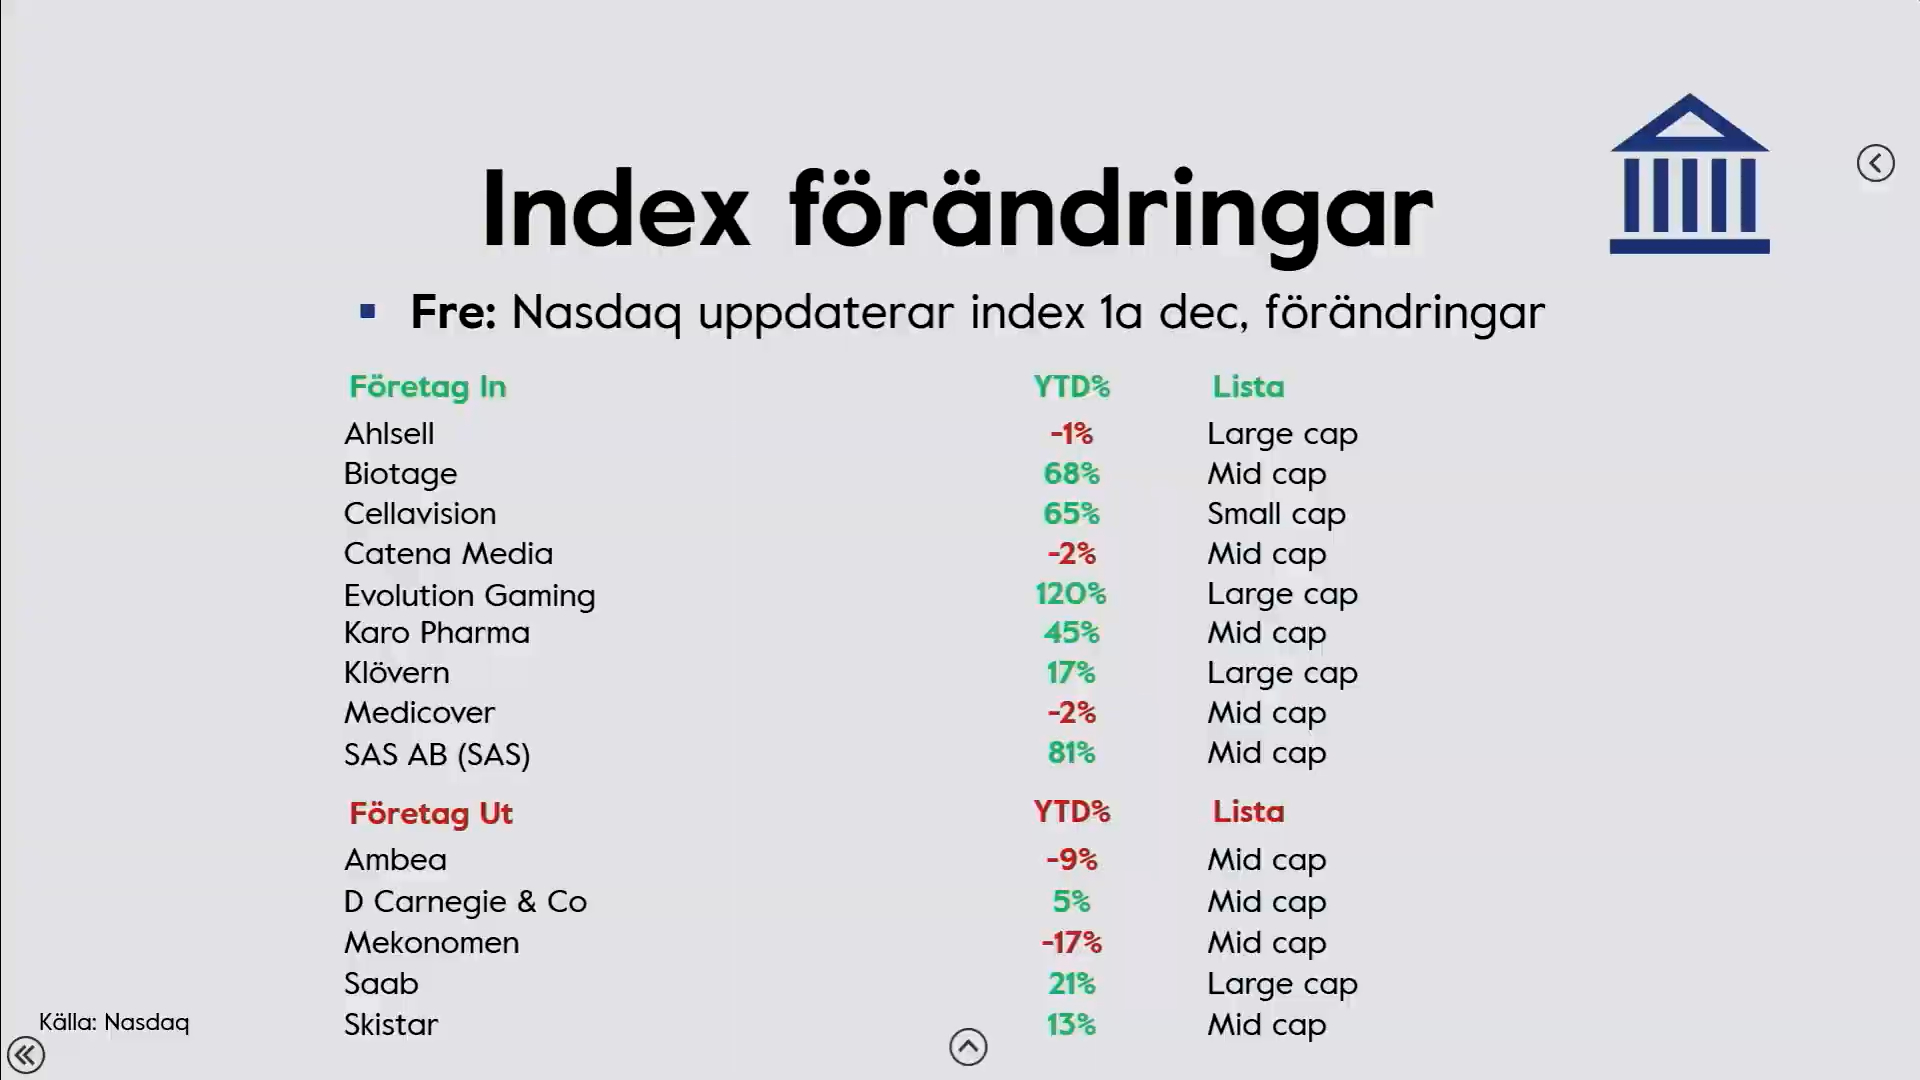 Index förändringar
▪ Fre: Nasdaq uppdaterar index 1a dec, förändringar
Företag In YTD% Lista
Ahlsell -1% Large cap
Biotage 68% Mid cap
Cellavision 65% Small cap
Catena Media -2% Mid cap
Evolution Gaming 120% Large cap
Karo Pharma 45% Mid cap
Klövern 17% Large cap
Medicover -2% Mid cap
SAS AB (SAS) 81% Mid cap
Företag Ut YTD% Lista
Ambea -9% Mid cap
D Carnegie & Co 5% Mid cap
Mekonomen -17% Mid cap
Saab 21% Large cap
Skistar 13% Mid cap
Källa: Nasdaq